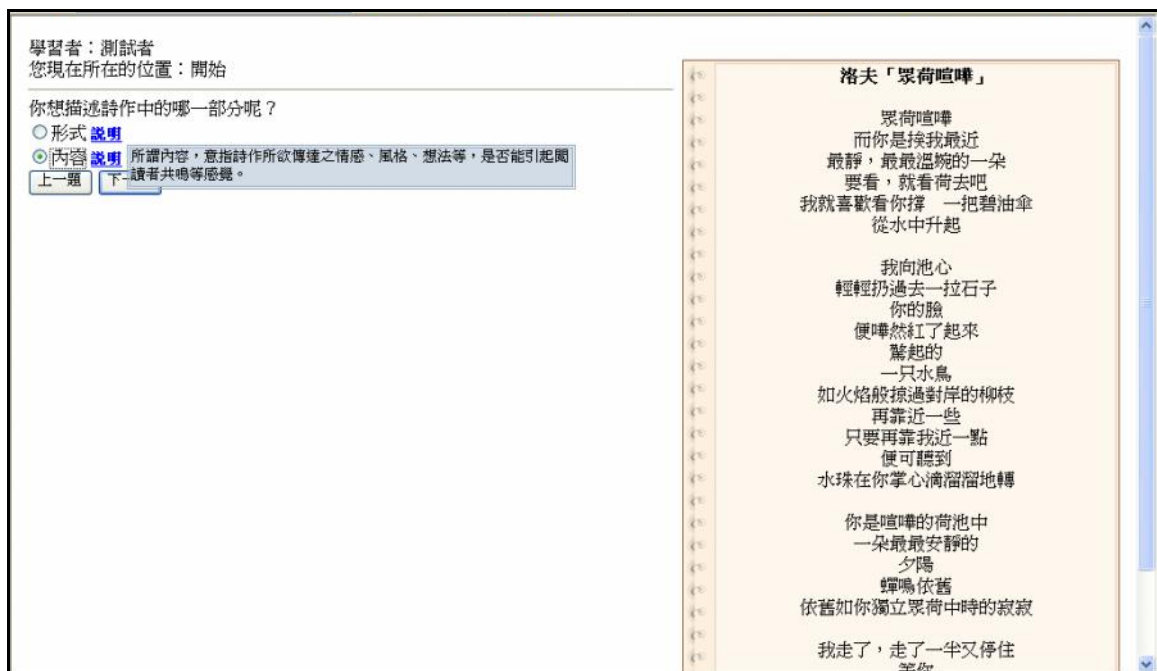 學習者：測試者
您現在所在的位置：開始
你想描述詩作中的哪一部分呢？
形式 說明
內容 說明
所謂內容，意指詩作所欲傳達之情感、風格、想法等，是否能引起閱
讀者共鳴等感覺。
上一題 下一
洛夫「眾荷喧嘩」
眾荷喧嘩
而你是挨我最近
最靜，最最溫婉的一朵
要看，就看荷去吧
我就喜歡看你撐　一把碧油傘
從水中升起
我向池心
輕輕扔過去一拉石子
你的臉
便嘩然紅了起來
驚起的
一只水鳥
如火焰般掠過對岸的柳枝
再靠近一些
只要再靠我近一點
便可聽到
水珠在你掌心滴溜溜地轉
你是喧嘩的荷池中
一朵最最安靜的
夕陽
蟬鳴依舊
依舊如你獨立眾荷中時的寂寂
我走了，走了一半又停住
等你